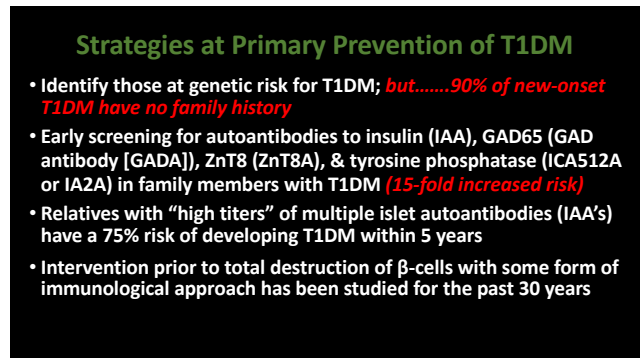 Strategies at Primary Prevention of T1DM
• Identify those at genetic risk for T1DM; but.......90% of new-onset
T1DM have no family history
• Early screening for autoantibodies to insulin (IAA), GAD65 (GAD
antibody [GADA]), ZnT8 (ZnT8A), & tyrosine phosphatase (ICA512A
or IA2A) in family members with T1DM (15-fold increased risk)
• Relatives with “high titers” of multiple islet autoantibodies (IAA’s)
have a 75% risk of developing T1DM within 5 years
• Intervention prior to total destruction of β-cells with some form of
immunological approach has been studied for the past 30 years